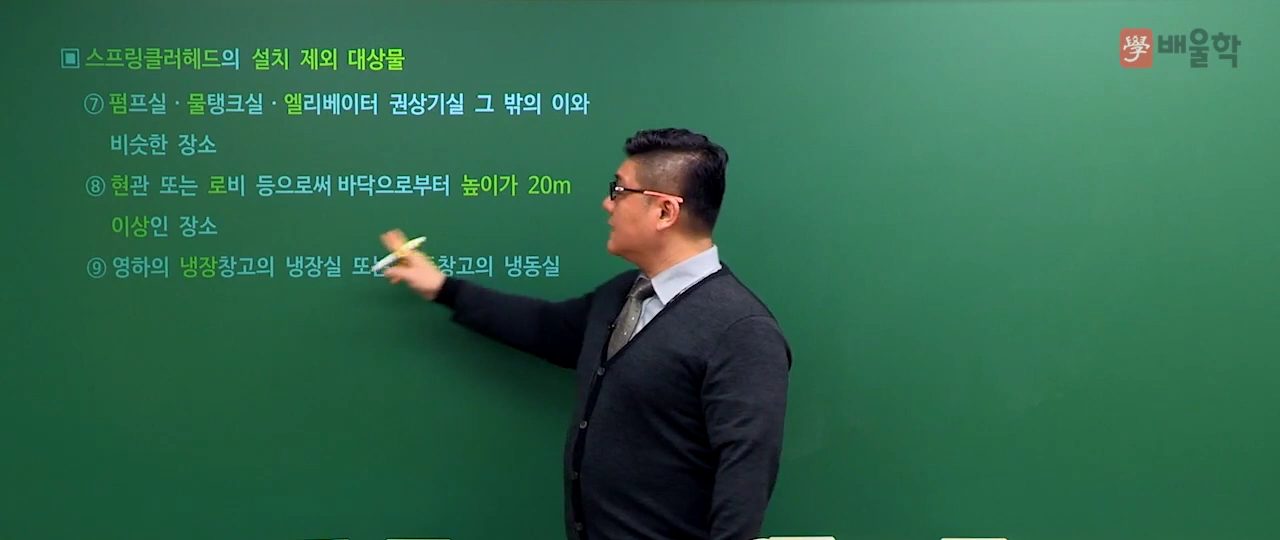 ▣ 스프링클러헤드의 설치 제외 대상물
學 배울학
⑦ 펌프실·물탱크실·엘리베이터 권상기실 그 밖의 이와
비슷한 장소
⑧ 현관 또는 로비 등으로써 바닥으로부터 높이가 20m
이상인 장소
⑨ 영하의 냉장창고의 냉장실 창고의 냉동실